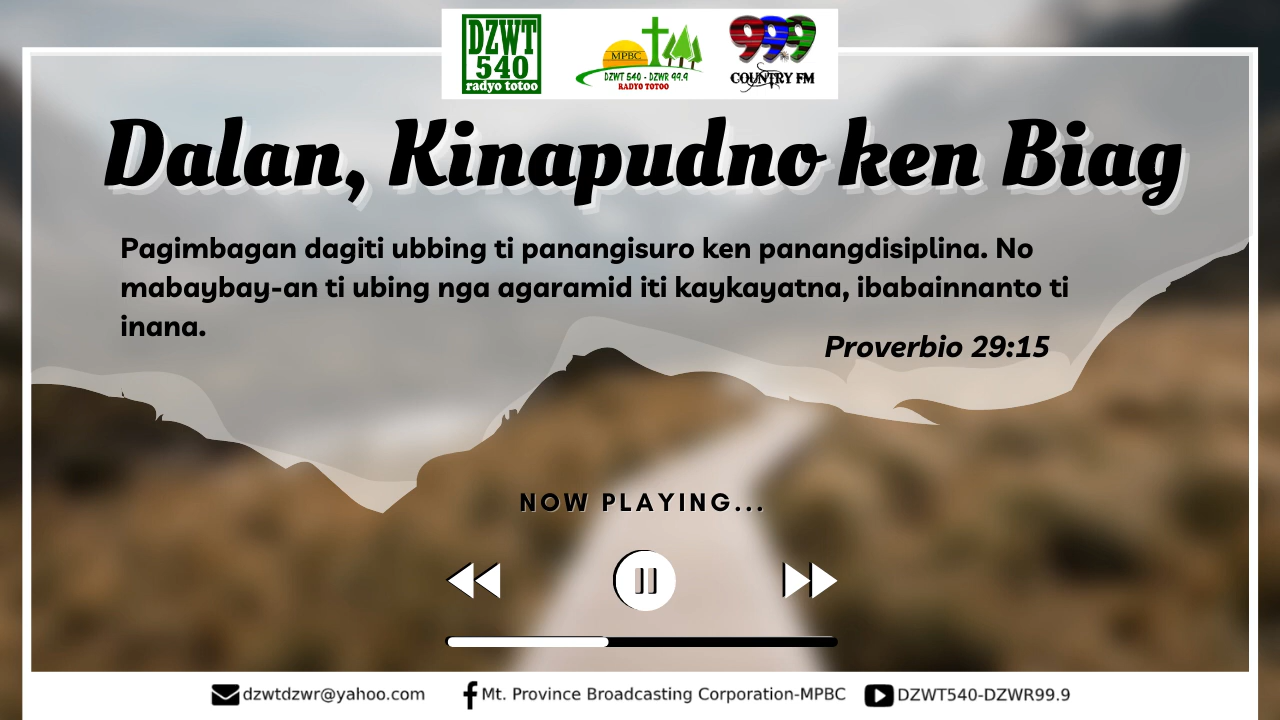 DZWT
540
radyo totoo
MPBC
DZWT 540 - DZWR 99.9
RADYO TOTOO
999
COUNTRY FM
Dalan, Kinapudno ken Biag
Pagimbagan dagiti ubbing ti panangisuro ken panangdisiplina. No
mabaybay-an ti ubing nga agaramid iti kaykayatna, ibabainnanto ti
inana.
Proverbio 29:15
NOW PLAYING...
dzwtdzwr@yahoo.com Mt. Province Broadcasting Corporation-MPBC DZWT540-DZWR99.9